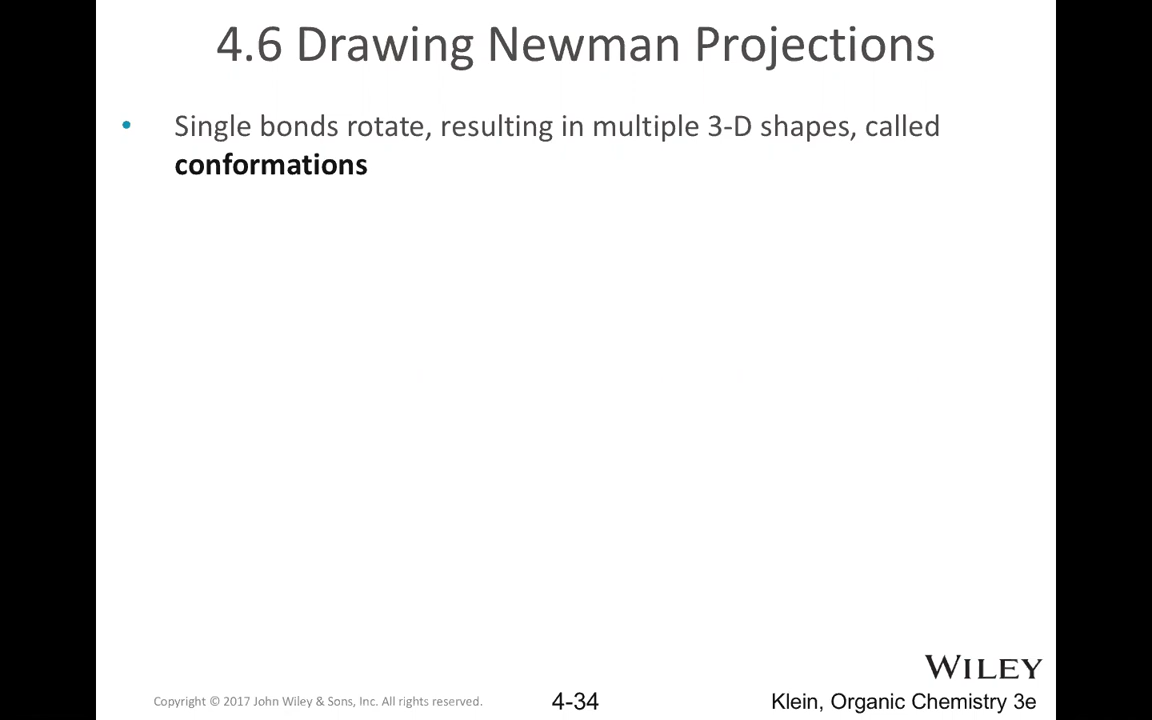 4.6 Drawing Newman Projections
• Single bonds rotate, resulting in multiple 3-D shapes, called
conformations
WILEY
Copyright © 2017 John Wiley & Sons, Inc. All rights reserved.
4-34
Klein, Organic Chemistry 3e